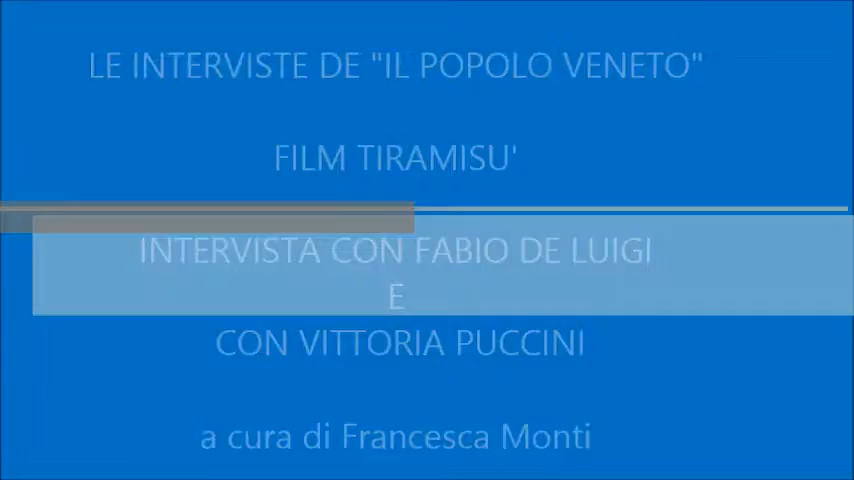 LE INTERVISTE DE "IL POPOLO VENETO"
FILM TIRAMISU'
INTERVISTA CON FABIO DE LUIGI
E
CON VITTORIA PUCCINI
a cura di Francesca Monti